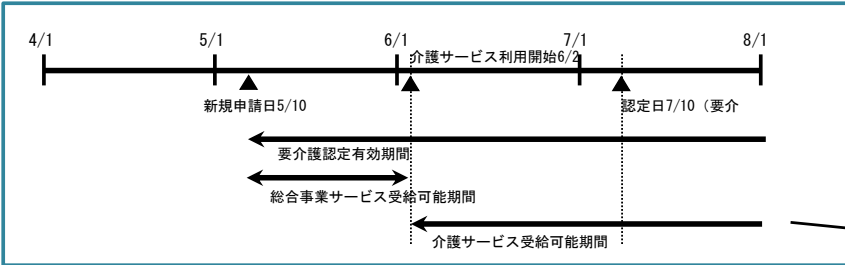 4/1 5/1 6/1 7/1 8/1
介護サービス利用開始6/2
新規申請日5/10 認定日7/10（要介
要介護認定有効期間
総合事業サービス受給可能期間
介護サービス受給可能期間